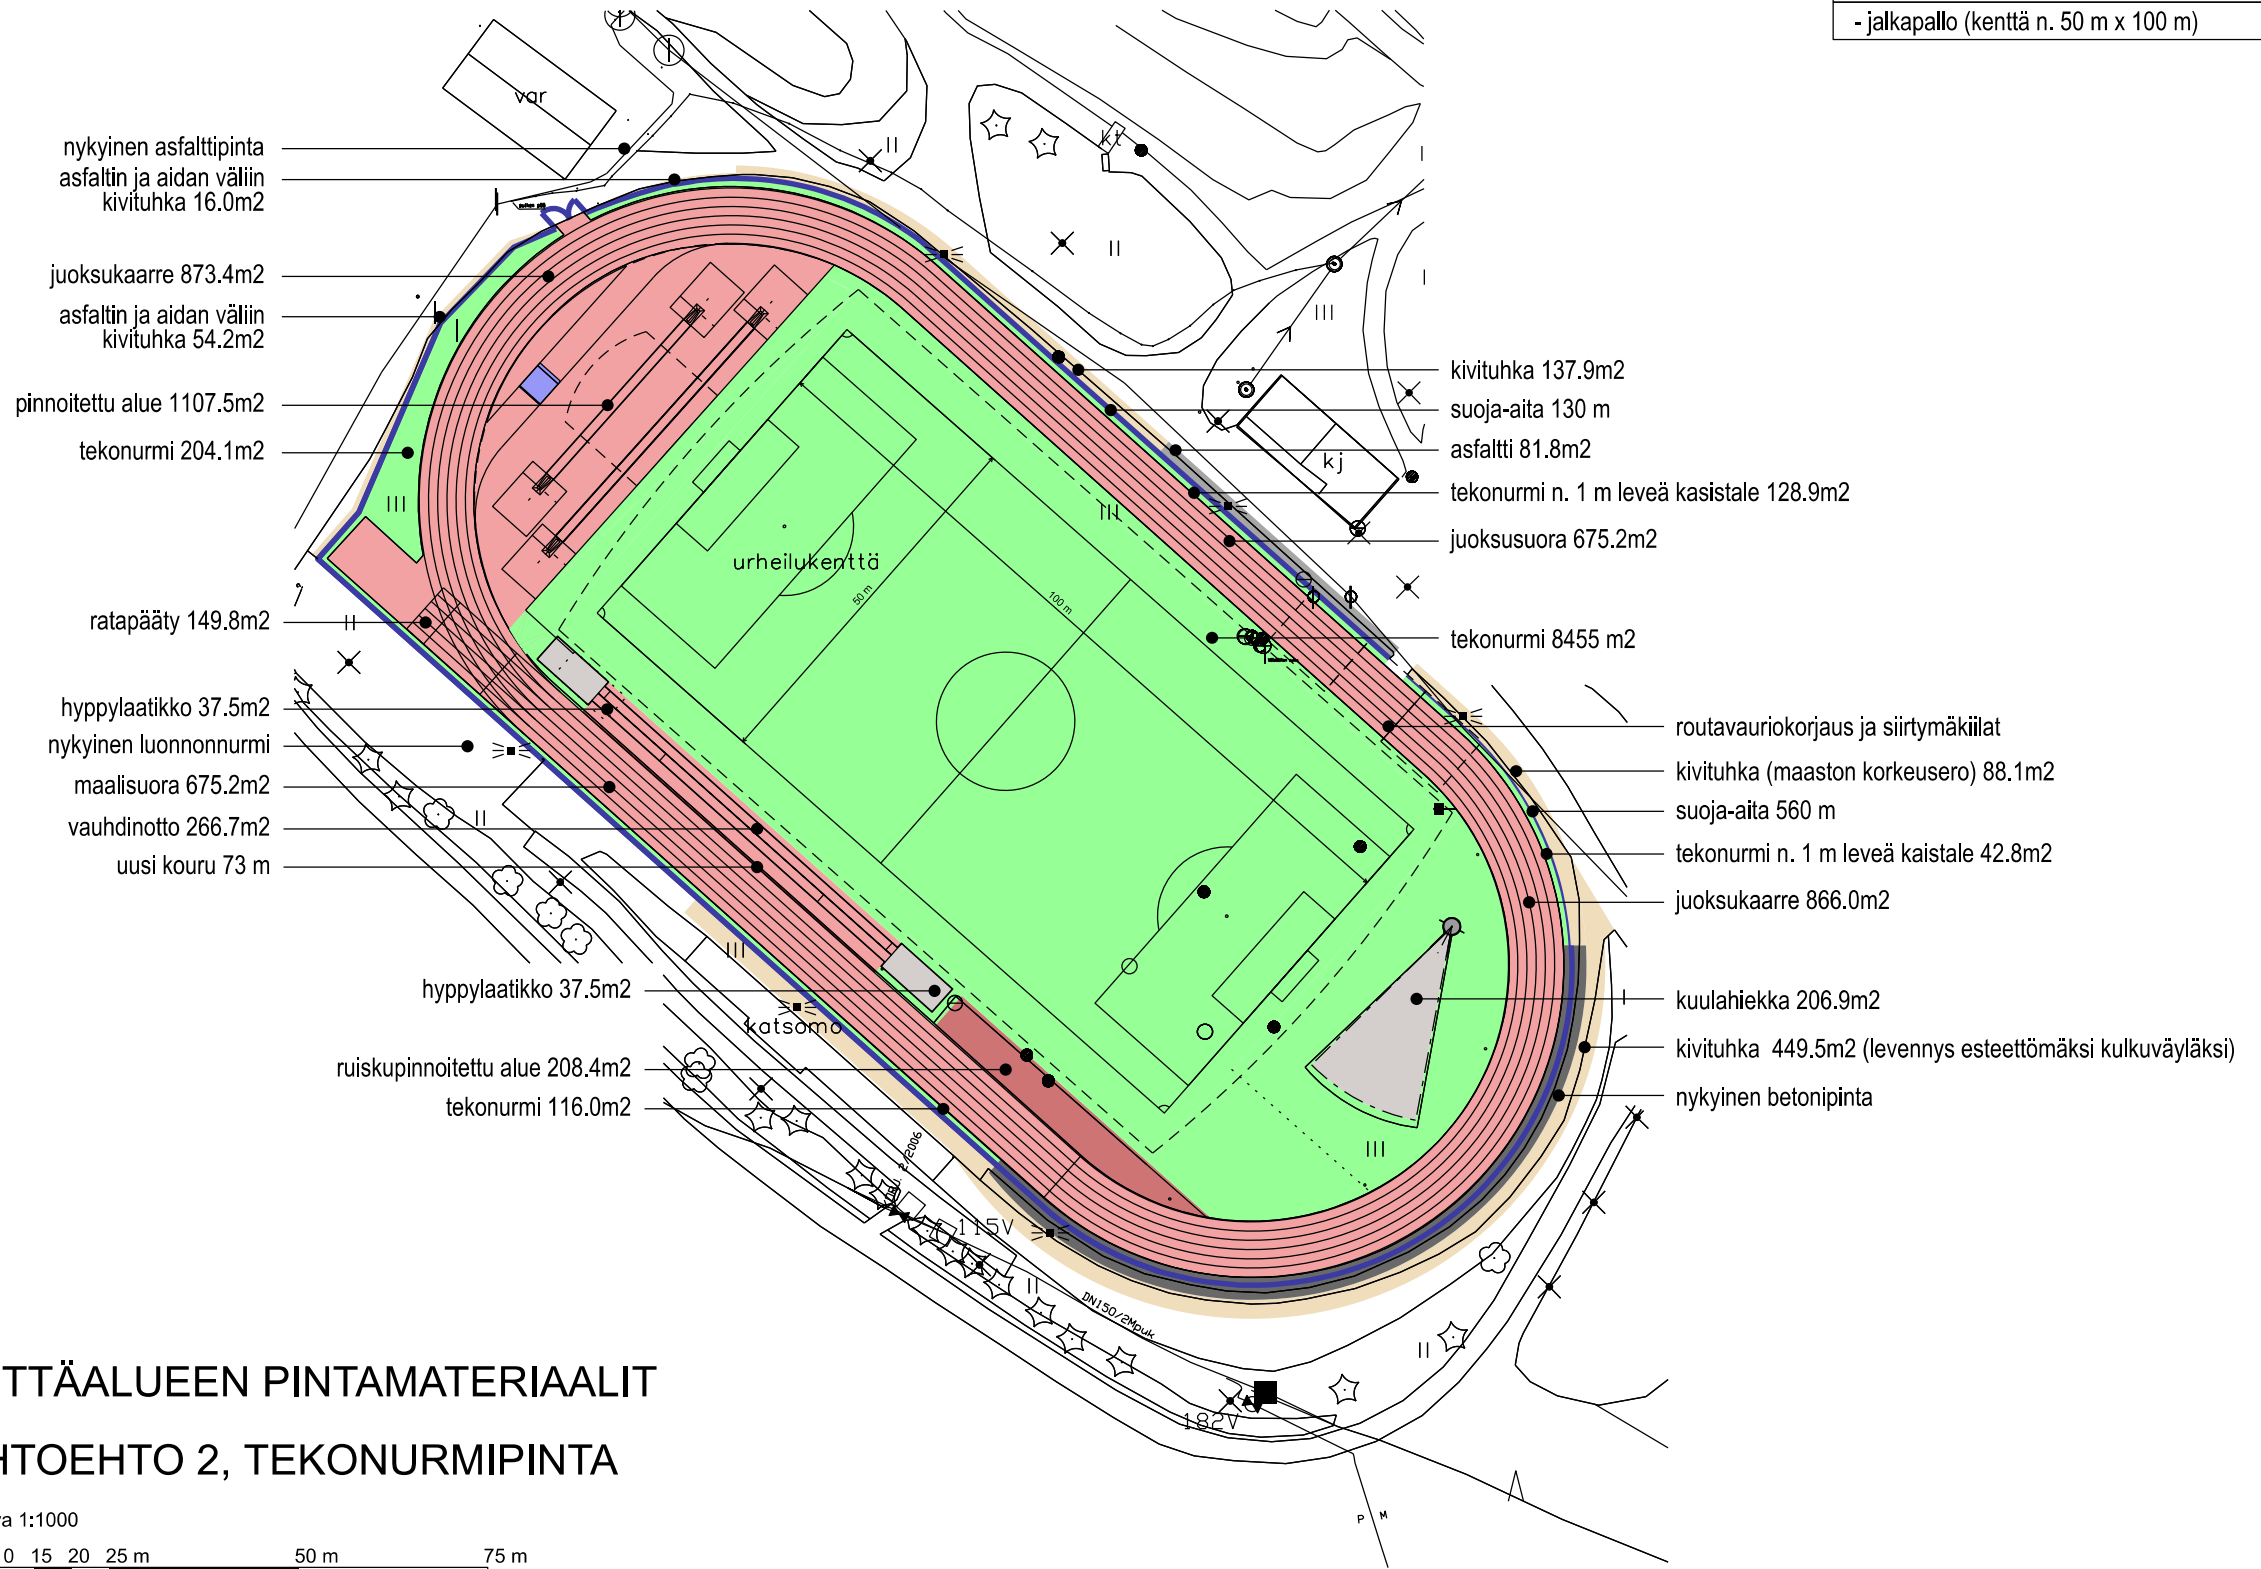 - jalkapallo (kenttä n. 50 m x 100 m)
var
kt
nykyinen asfalttipinta
asfaltin ja aidan väliin
kivituhka 16.0m2
juoksukaarre 873.4m2
asfaltin ja aidan väliin
kivituhka 54.2m2
pinnoitettu alue 1107.5m2
tekonurmi 204.1m2
ratapääty 149.8m2
hyppylaatikko 37.5m2
nykyinen luonnonnurmi
maalisuora 675.2m2
vauhdinotto 266.7m2
uusi kouru 73 m
hyppylaatikko 37.5m2
katsomo
ruiskupinnoitettu alue 208.4m2
tekonurmi 116.0m2
urheilukenttä
50 m
100 m
kj
kivituhka 137.9m2
suoja-aita 130 m
asfaltti 81.8m2
tekonurmi n. 1 m leveä kasistale 128.9m2
juoksusuora 675.2m2
tekonurmi 8455 m2
routavauriokorjaus ja siirtymäkiilat
kivituhka (maaston korkeusero) 88.1m2
suoja-aita 560 m
tekonurmi n. 1 m leveä kaistale 42.8m2
juoksukaarre 866.0m2
kuulahiekka 206.9m2
kivituhka 449.5m2 (levennys esteettömäksi kulkuväyläksi)
nykyinen betonipinta
2/2006
115V
DN150/2Mpuk
182V
P M
TTÄALUEEN PINTAMATERIAALIT
HTOEHTO 2, TEKONURMIPINTA
va 1:1000
0 15 20 25 m 50 m 75 m